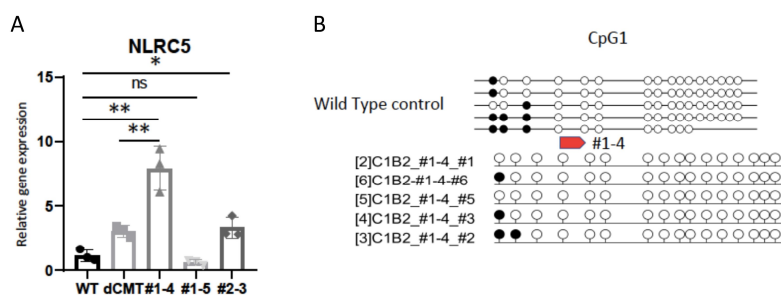 A
NLRC5
*
ns
**
**
Relative gene expression
15
10
5
0
WT dCMT #1-4 #1-5 #2-3
B
CpG1
Wild Type control
#1-4
[2]C1B2_#1-4_#1
[6]C1B2-#1-4-#6
[5]C1B2_#1-4_#5
[4]C1B2_#1-4_#3
[3]C1B2_#1-4_#2